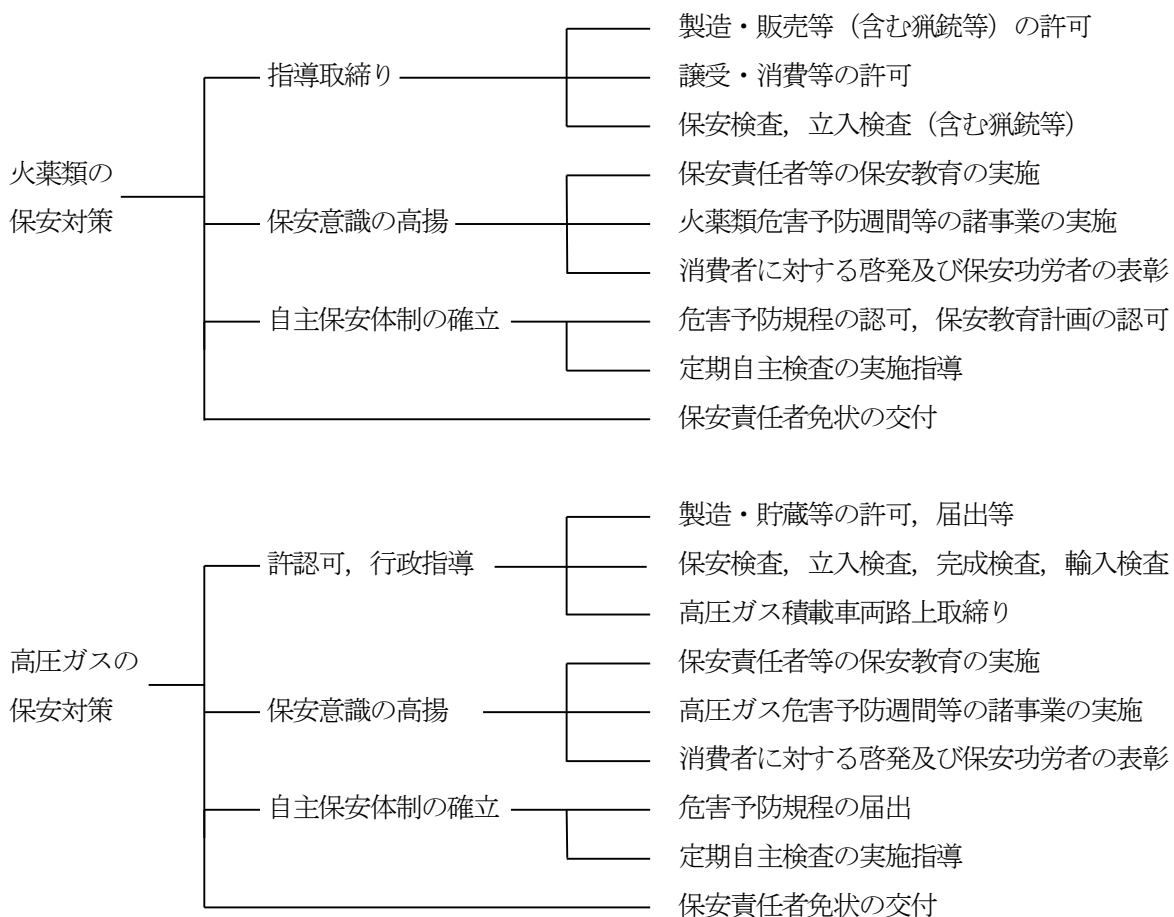 製造・販売等（含む猟銃等）の許可
指導取締り
譲受・消費等の許可
保安検査，立入検査（含む猟銃等）
火薬類の
保安対策
保安責任者等の保安教育の実施
保安意識の高揚
火薬類危害予防週間等の諸事業の実施
消費者に対する啓発及び保安功労者の表彰
自主保安体制の確立
危害予防規程の認可，保安教育計画の認可
定期自主検査の実施指導
保安責任者免状の交付
製造・貯蔵等の許可，届出等
許認可，行政指導
保安検査，立入検査，完成検査，輸入検査
高圧ガス積載車両路上取締り
高圧ガスの
保安対策
保安責任者等の保安教育の実施
保安意識の高揚
高圧ガス危害予防週間等の諸事業の実施
消費者に対する啓発及び保安功労者の表彰
自主保安体制の確立
危害予防規程の届出
定期自主検査の実施指導
保安責任者免状の交付